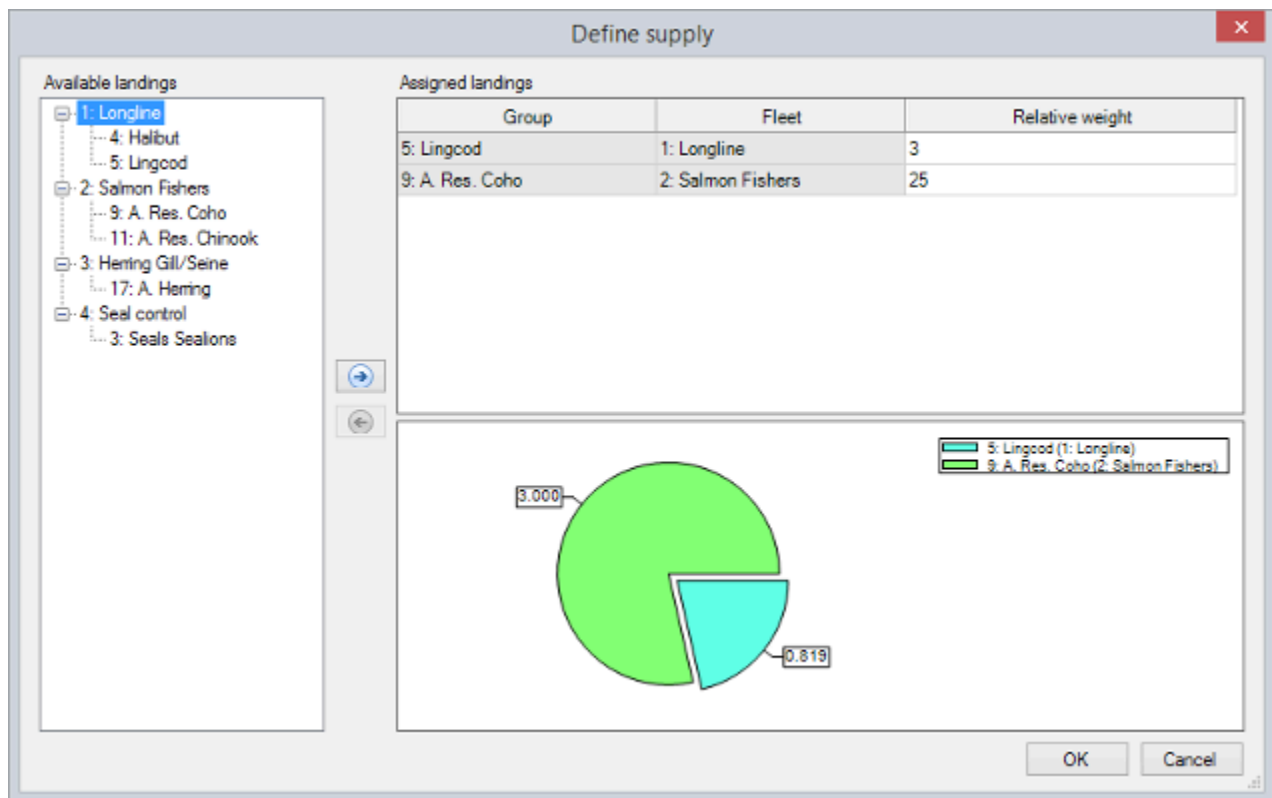 Define supply
Available landings
1: Longline
4: Halibut
5: Lingcod
2: Salmon Fishers
9: A. Res. Coho
11: A. Res. Chinook
3: Herring Gill/Seine
17: A. Herring
4: Seal control
3: Seals Sealions
Assigned landings
Group Fleet Relative weight
5: Lingcod 1: Longline 3
9: A. Res. Coho 2: Salmon Fishers 25
5: Lingcod (1: Longline)
9: A. Res. Coho (2: Salmon Fishers)
3.000
0.819
OK Cancel